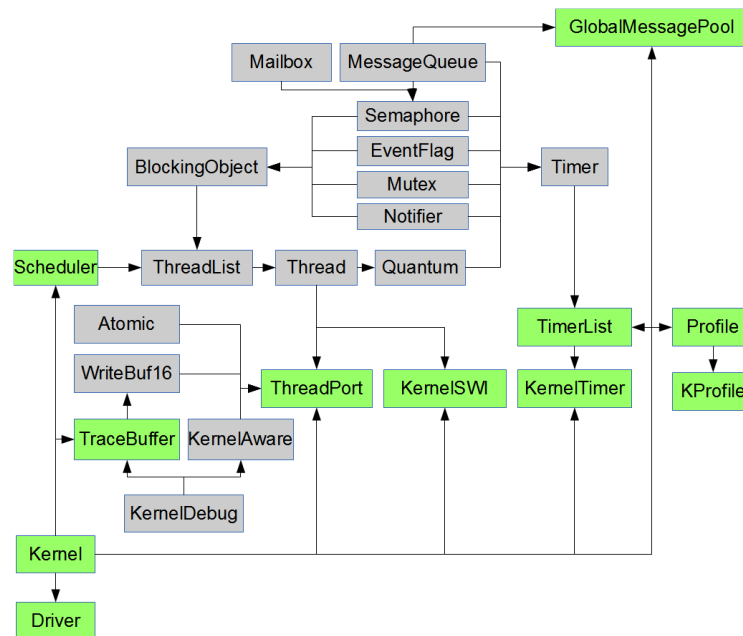 GlobalMessagePool
Mailbox
MessageQueue
Semaphore
EventFlag
BlockingObject
Timer
Mutex
Notifier
Scheduler
ThreadList
Thread
Quantum
Atomic
TimerList
Profile
WriteBuf16
ThreadPort
KernelSWI
KernelTimer
KProfile
TraceBuffer
KernelAware
KernelDebug
Kernel
Driver